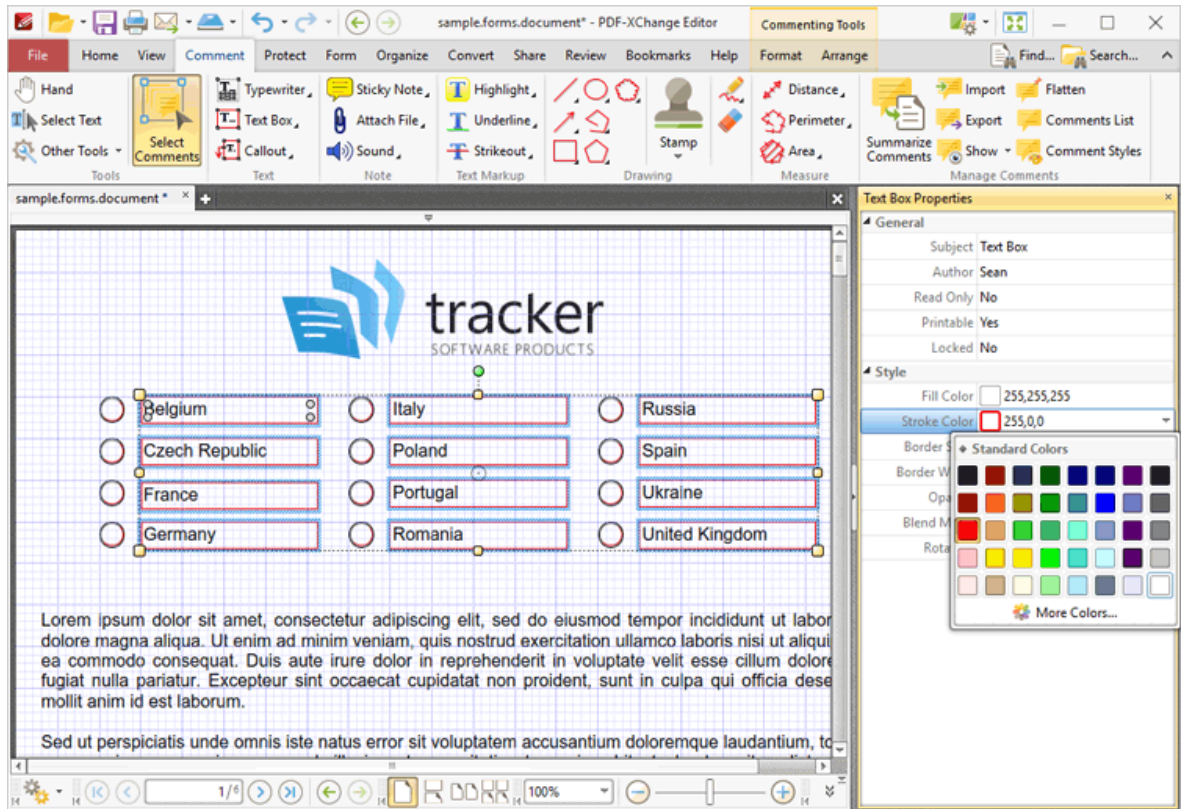 sample.forms.document* - PDF-XChange Editor
Commenting Tools
File Home View Comment Protect Form Organize Convert Share Review Bookmarks Help Format Arrange Find... Search...
Hand Typewriter Sticky Note Highlight Distance Import Flatten
Select Text Text Box Attach File Underline Perimeter Export Comments List
Other Tools Select Comments Callout Sound Strikeout Stamp Area Summarize Comments Show Comment Styles
Tools Text Note Text Markup Drawing Measure Manage Comments
sample.forms.document *
Text Box Properties
General
Subject Text Box
Author Sean
Read Only No
Printable Yes
Locked No
Style
Fill Color 255,255,255
Stroke Color 255,0,0
Border S
Border W
Opa
Blend M
Rota
Standard Colors
More Colors...
tracker
SOFTWARE PRODUCTS
Belgium Italy Russia
Czech Republic Poland Spain
France Portugal Ukraine
Germany Romania United Kingdom
Lorem ipsum dolor sit amet, consectetur adipiscing elit, sed do eiusmod tempor incididunt ut labor
dolore magna aliqua. Ut enim ad minim veniam, quis nostrud exercitation ullamco laboris nisi ut aliqui
ea commodo consequat. Duis aute irure dolor in reprehenderit in voluptate velit esse cillum dolore
fugiat nulla pariatur. Excepteur sint occaecat cupidatat non proident, sunt in culpa qui officia dese
mollit anim id est laborum.
Sed ut perspiciatis unde omnis iste natus error sit voluptatem accusantium doloremque laudantium, to
1/6 100%